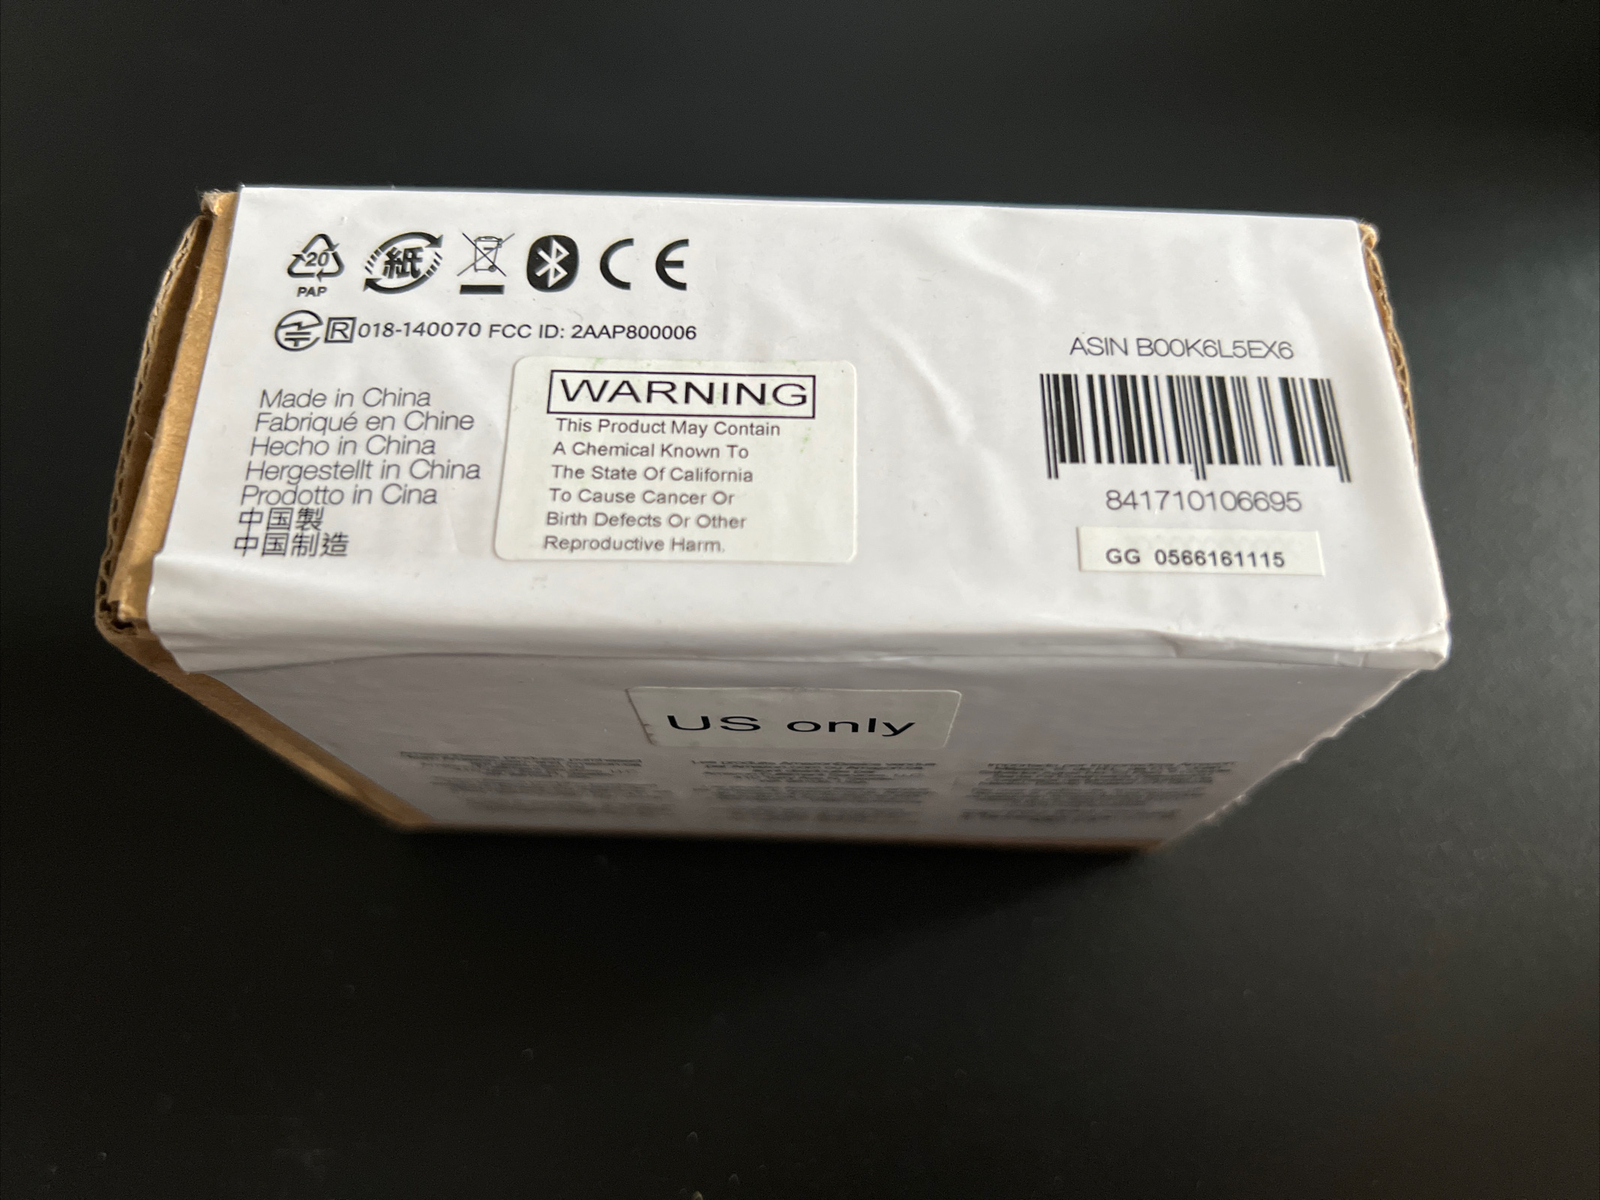 20
PAP
紙
CE
R 018-140070 FCC ID: 2AAP800006
Made in China
Fabriqué en Chine
Hecho in China
Hergestellt in China
Prodotto in Cina
中国製
中国制造
WARNING
This Product May Contain
A Chemical Known To
The State Of California
To Cause Cancer Or
Birth Defects Or Other
Reproductive Harm.
ASIN B00K6L5EX6
841710106695
GG 0566161115
US only